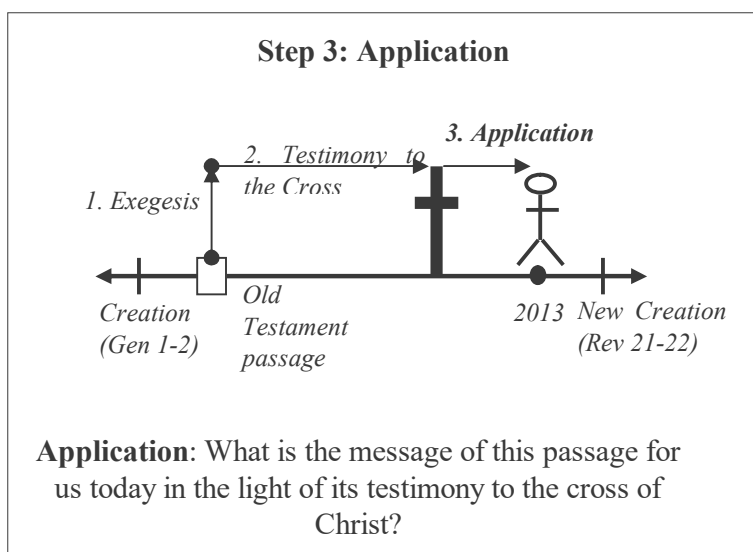 Step 3: Application
3. Application
2. Testimony to
the Cross
1. Exegesis
Old
Testament
passage
Creation
(Gen 1-2)
2013
New Creation
(Rev 21-22)
Application: What is the message of this passage for
us today in the light of its testimony to the cross of
Christ?